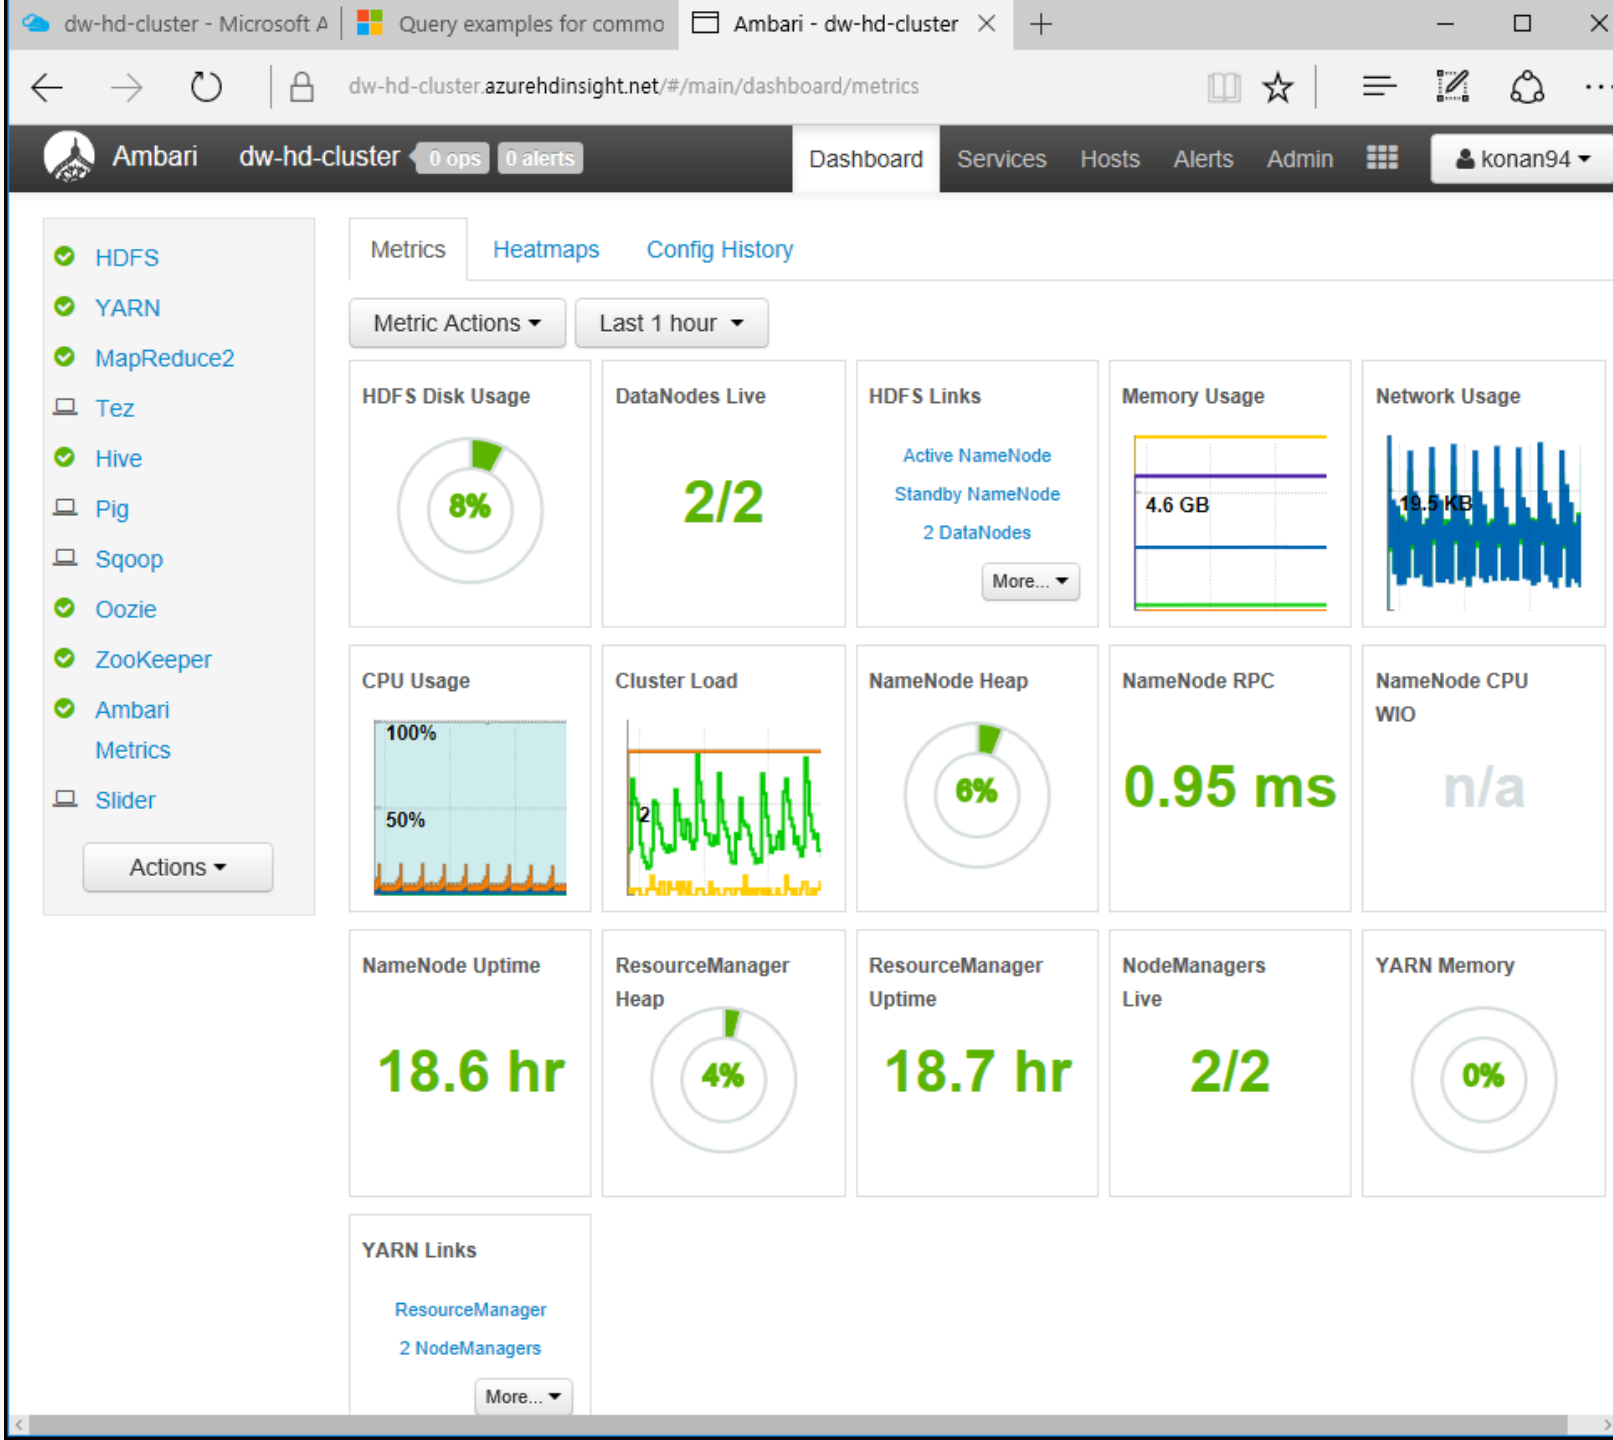 dw-hd-cluster - Microsoft A
Query examples for commo
Ambari - dw-hd-cluster
dw-hd-cluster.azurehdinsight.net/#/main/dashboard/metrics
Ambari dw-hd-cluster 0 ops 0 alerts Dashboard Services Hosts Alerts Admin konan94
HDFS
YARN
MapReduce2
Tez
Hive
Pig
Sqoop
Oozie
ZooKeeper
Ambari
Metrics
Slider
Actions
Metrics Heatmaps Config History
Metric Actions Last 1 hour
HDFS Disk Usage
8%
DataNodes Live
2/2
HDFS Links
Active NameNode
Standby NameNode
2 DataNodes
More...
Memory Usage
4.6 GB
Network Usage
19.5 KB
CPU Usage
100%
50%
Cluster Load
2
NameNode Heap
6%
NameNode RPC
0.95 ms
NameNode CPU
WIO
n/a
NameNode Uptime
18.6 hr
ResourceManager
Heap
4%
ResourceManager
Uptime
18.7 hr
NodeManagers
Live
2/2
YARN Memory
0%
YARN Links
ResourceManager
2 NodeManagers
More...